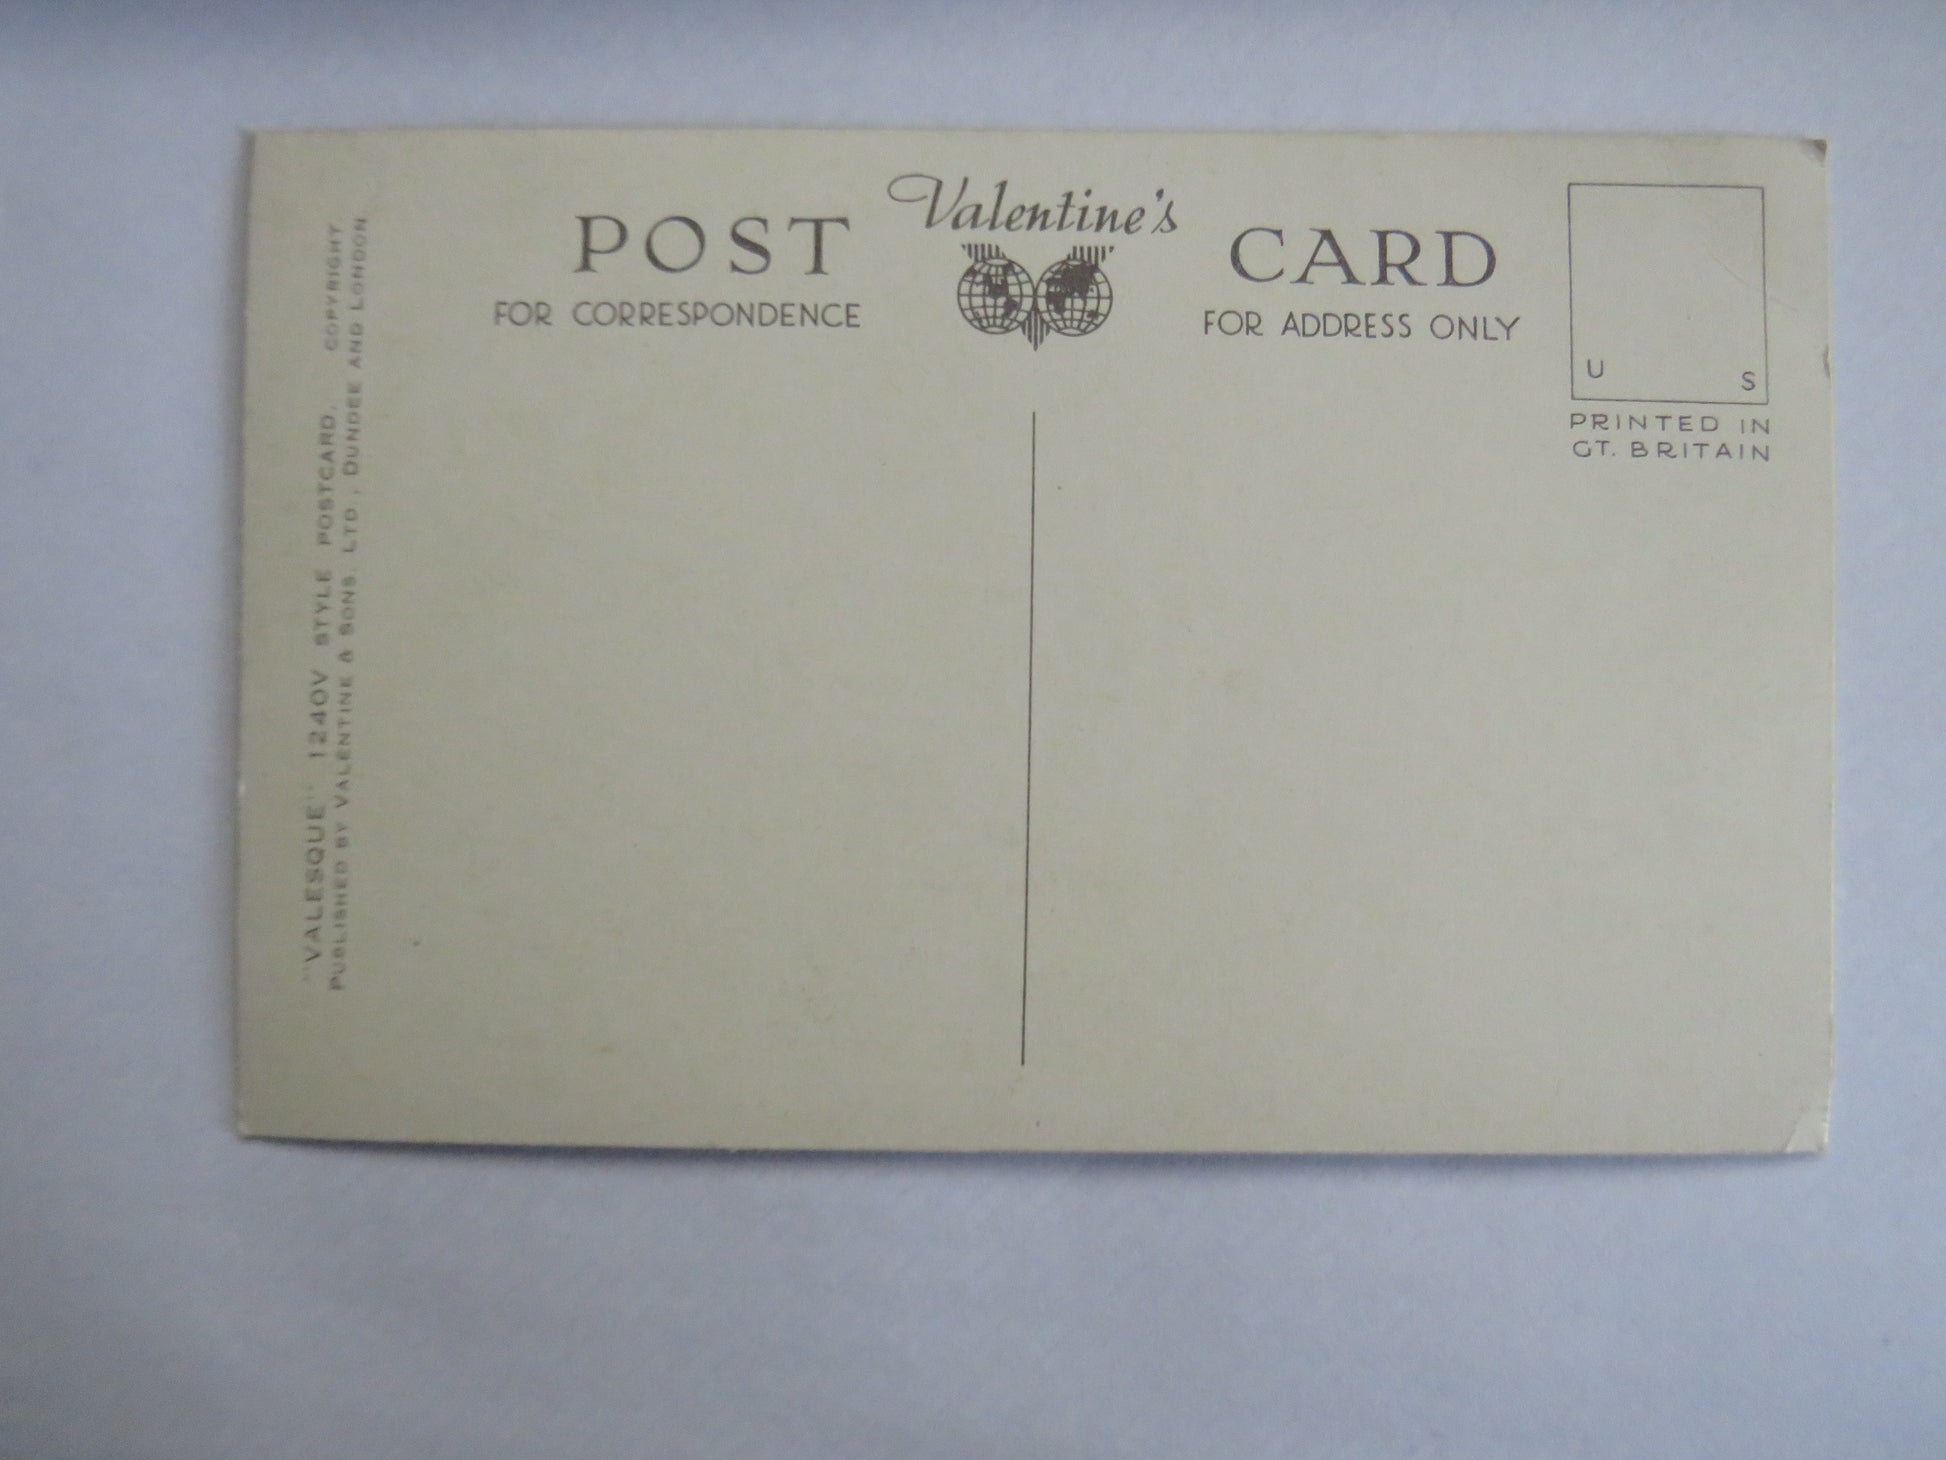 Valentine's
POST CARD
FOR CORRESPONDENCE
FOR ADDRESS ONLY
U S
PRINTED IN
GT. BRITAIN
"VALESQUE" 1240V STYLE POSTCARD. COPYRIGHT
PUBLISHED BY VALENTINE & SONS. LTD., DUNDEE AND LONDON